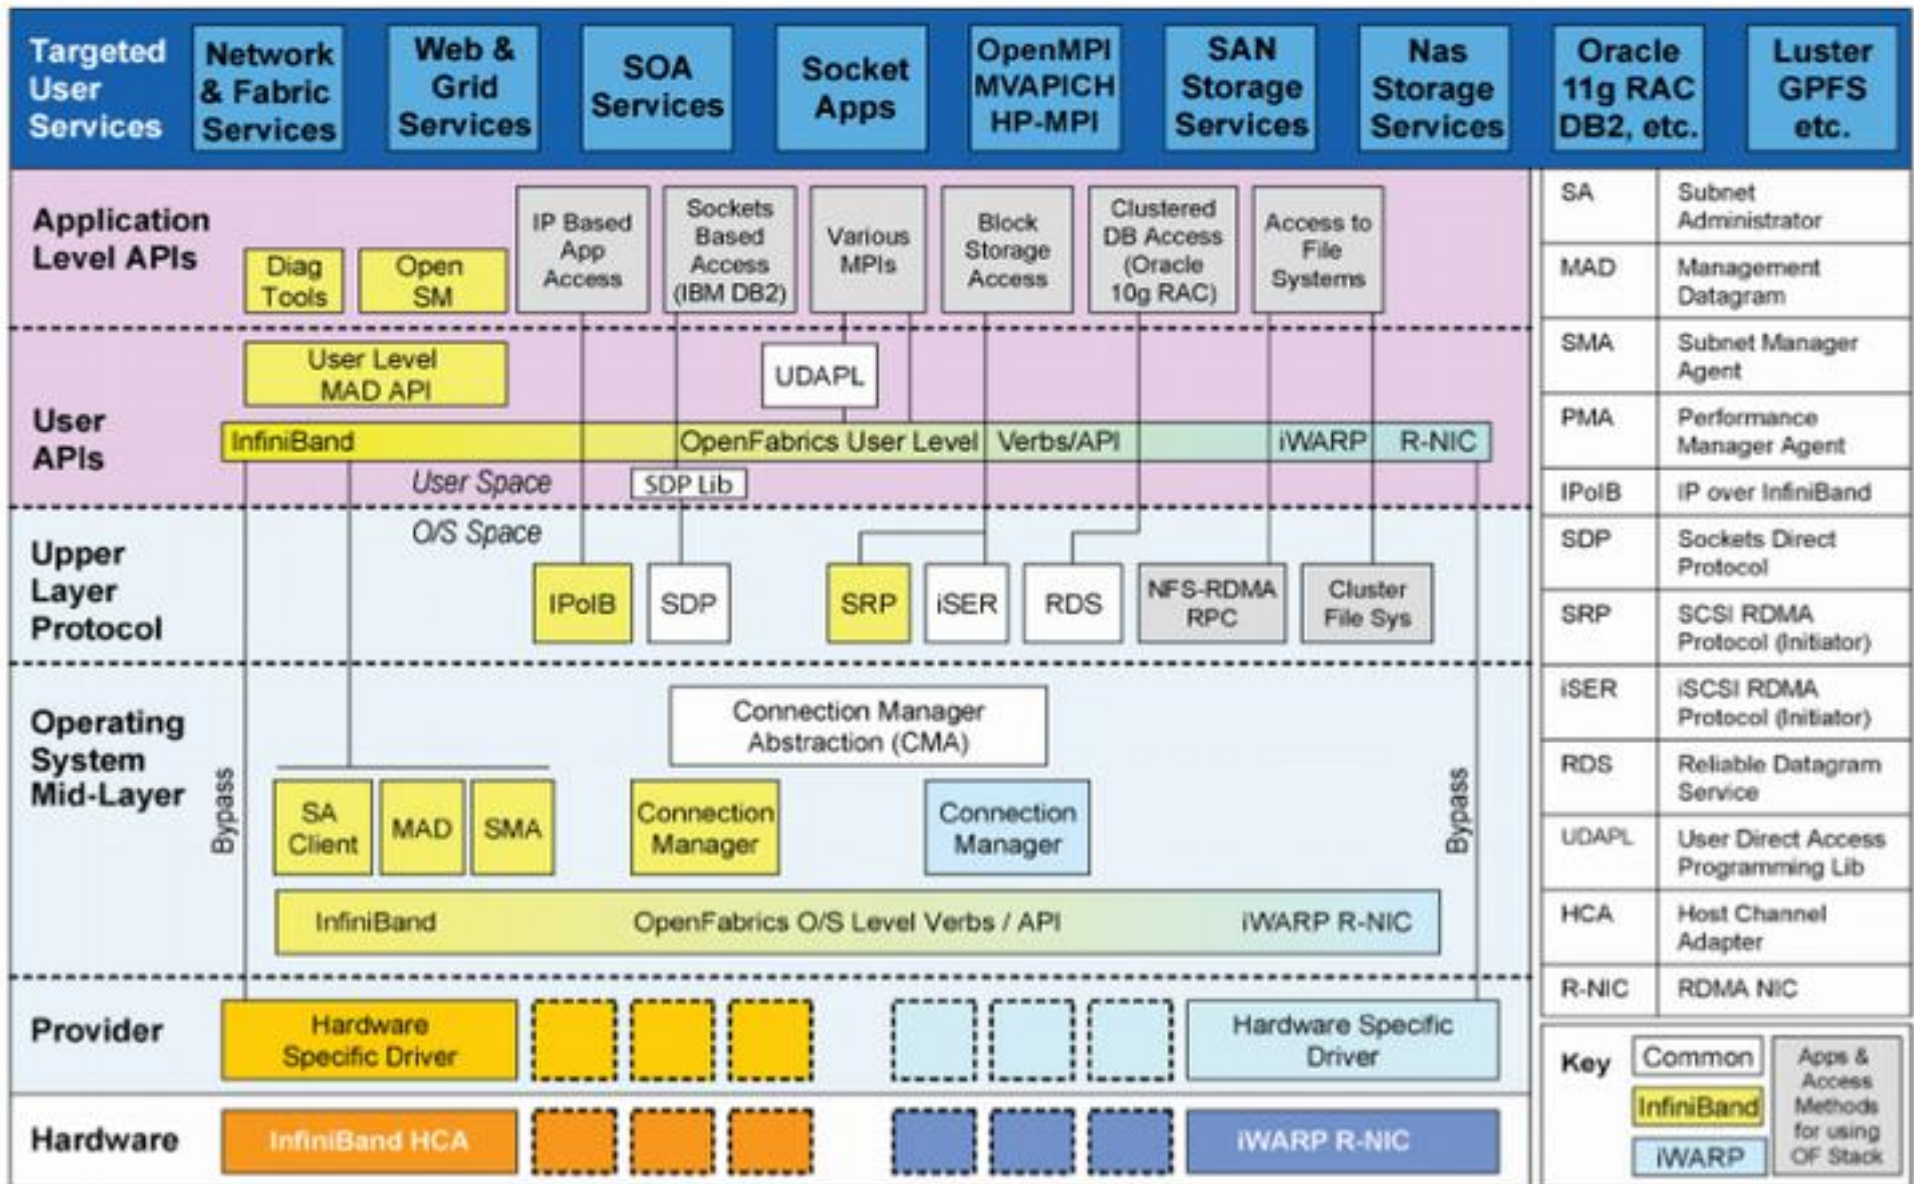 Targeted
User
Services
Network
& Fabric
Services
Web &
Grid
Services
SOA
Services
Socket
Apps
OpenMPI
MVAPICH
HP-MPI
SAN
Storage
Services
Nas
Storage
Services
Oracle
11g RAC
DB2, etc.
Luster
GPFS
etc.
Application
Level APIs
Diag
Tools
Open
SM
IP Based
App
Access
Sockets
Based
Access
(IBM DB2)
Various
MPIs
Block
Storage
Access
Clustered
DB Access
(Oracle
10g RAC)
Access to
File
Systems
User
APIs
User Level
MAD API
UDAPL
InfiniBand OpenFabrics User Level Verbs/API iWARP R-NIC
User Space
SDP Lib
O/S Space
Upper
Layer
Protocol
IPoIB
SDP
SRP
iSER
RDS
NFS-RDMA
RPC
Cluster
File Sys
Operating
System
Mid-Layer
Connection Manager
Abstraction (CMA)
Bypass
SA
Client
MAD
SMA
Connection
Manager
Connection
Manager
Bypass
InfiniBand OpenFabrics O/S Level Verbs / API iWARP R-NIC
Provider
Hardware
Specific Driver
Hardware Specific
Driver
Hardware
InfiniBand HCA
iWARP R-NIC
SA Subnet
Administrator
MAD Management
Datagram
SMA Subnet Manager
Agent
PMA Performance
Manager Agent
IPoIB IP over InfiniBand
SDP Sockets Direct
Protocol
SRP SCSI RDMA
Protocol (Initiator)
iSER iSCSI RDMA
Protocol (Initiator)
RDS Reliable Datagram
Service
UDAPL User Direct Access
Programming Lib
HCA Host Channel
Adapter
R-NIC RDMA NIC
Key
Common
InfiniBand
iWARP
Apps &
Access
Methods
for using
OF Stack